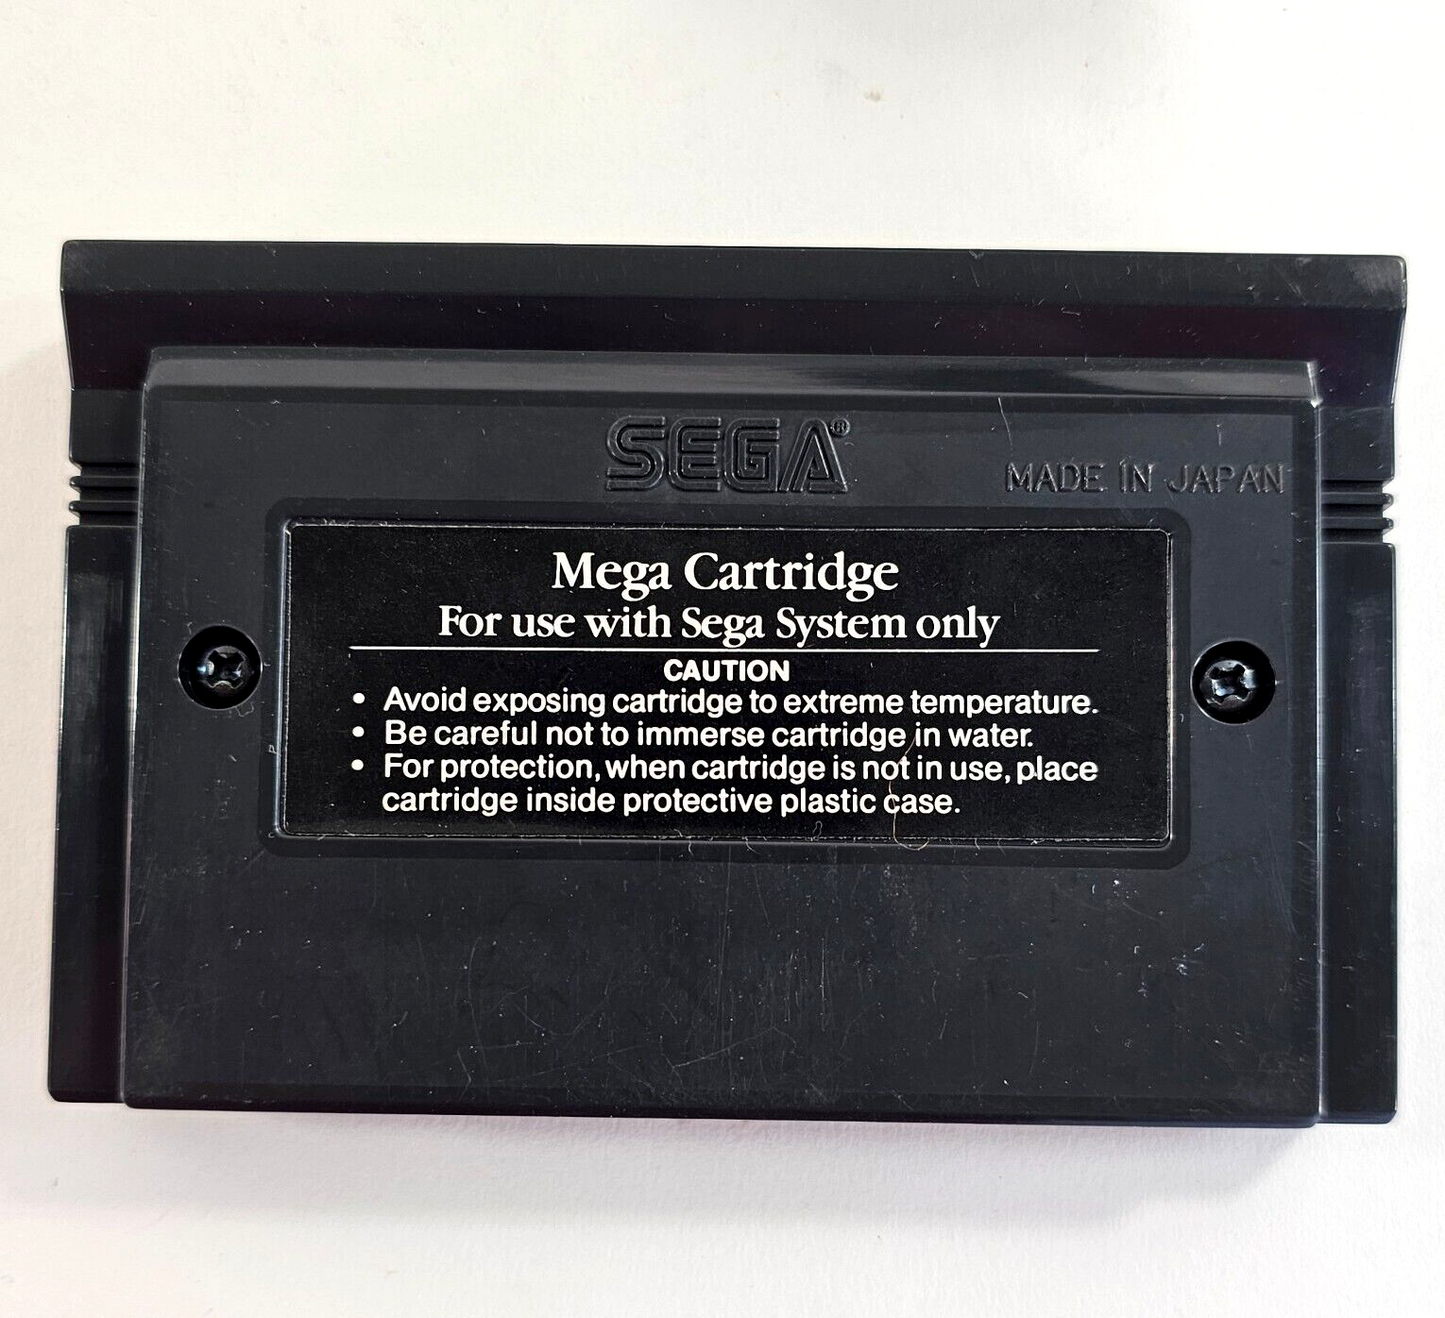 SEGA®
MADE IN JAPAN
Mega Cartridge
For use with Sega System only
CAUTION
• Avoid exposing cartridge to extreme temperature.
• Be careful not to immerse cartridge in water.
• For protection, when cartridge is not in use, place
cartridge inside protective plastic case.